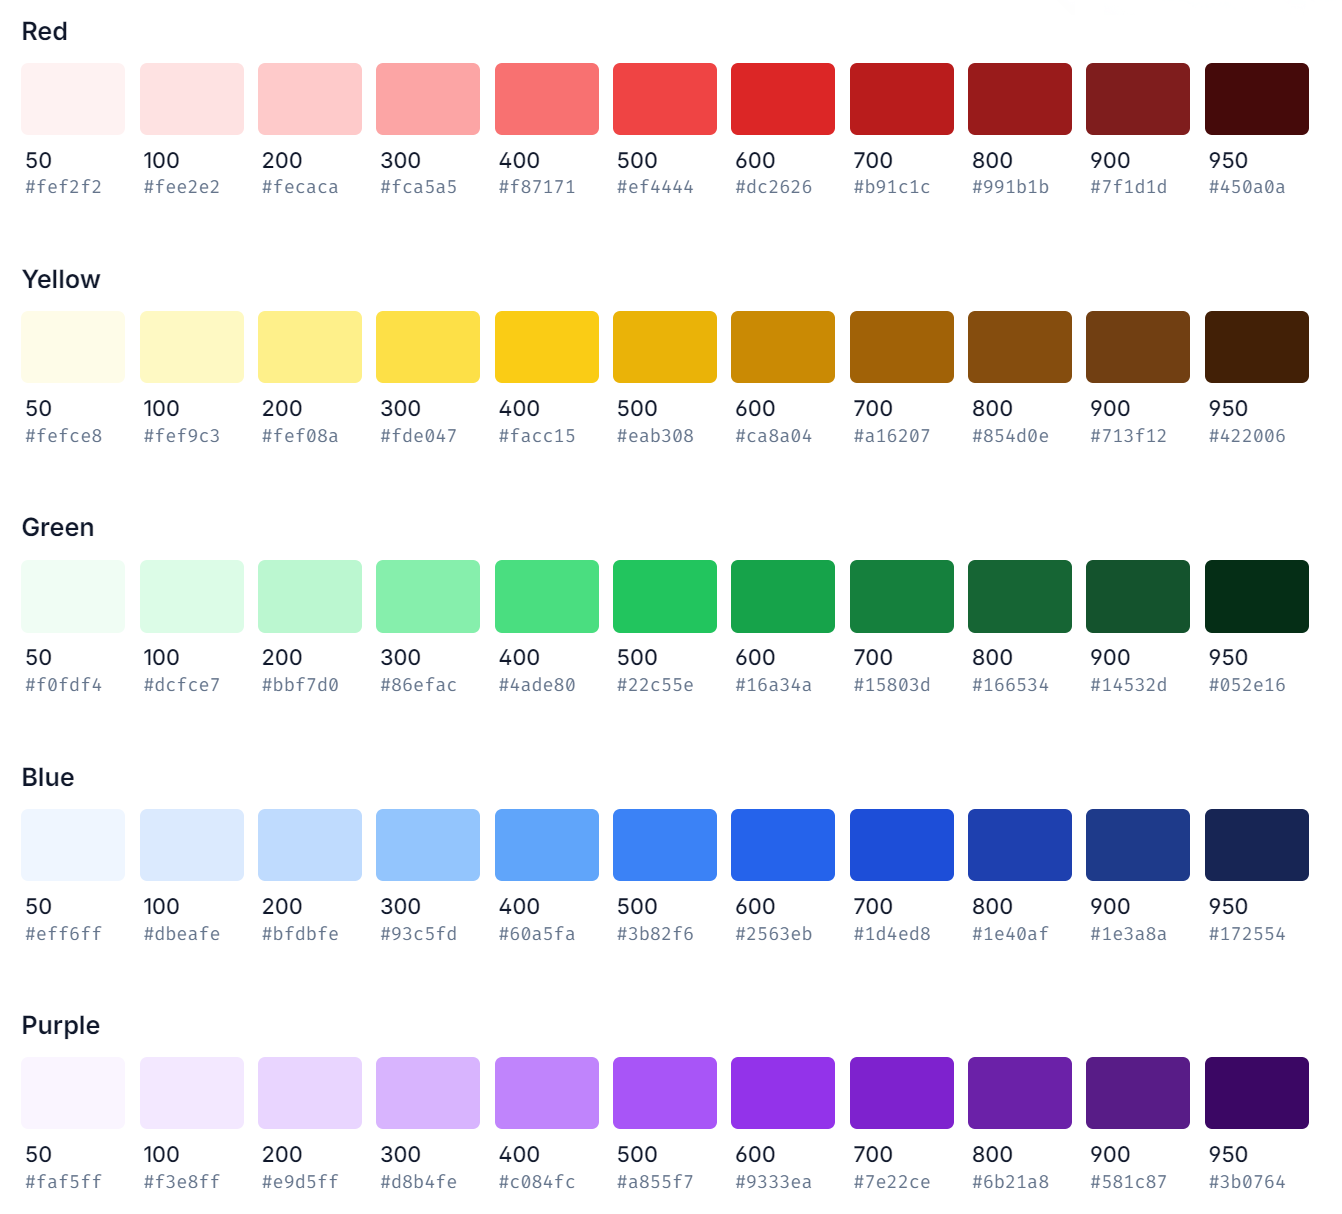 Red
50 100 200 300 400 500 600 700 800 900 950
#fef2f2 #fee2e2 #fecaca #fca5a5 #f87171 #ef4444 #dc2626 #b91c1c #991b1b #7f1d1d #450a0a
Yellow
50 100 200 300 400 500 600 700 800 900 950
#fefce8 #fef9c3 #fef08a #fde047 #facc15 #eab308 #ca8a04 #a16207 #854d0e #713f12 #422006
Green
50 100 200 300 400 500 600 700 800 900 950
#f0fdf4 #dcfce7 #bbf7d0 #86efac #4ade80 #22c55e #16a34a #15803d #166534 #14532d #052e16
Blue
50 100 200 300 400 500 600 700 800 900 950
#eff6ff #dbeafe #bfdbfe #93c5fd #60a5fa #3b82f6 #2563eb #1d4ed8 #1e40af #1e3a8a #172554
Purple
50 100 200 300 400 500 600 700 800 900 950
#faf5ff #f3e8ff #e9d5ff #d8b4fe #c084fc #a855f7 #9333ea #7e22ce #6b21a8 #581c87 #3b0764